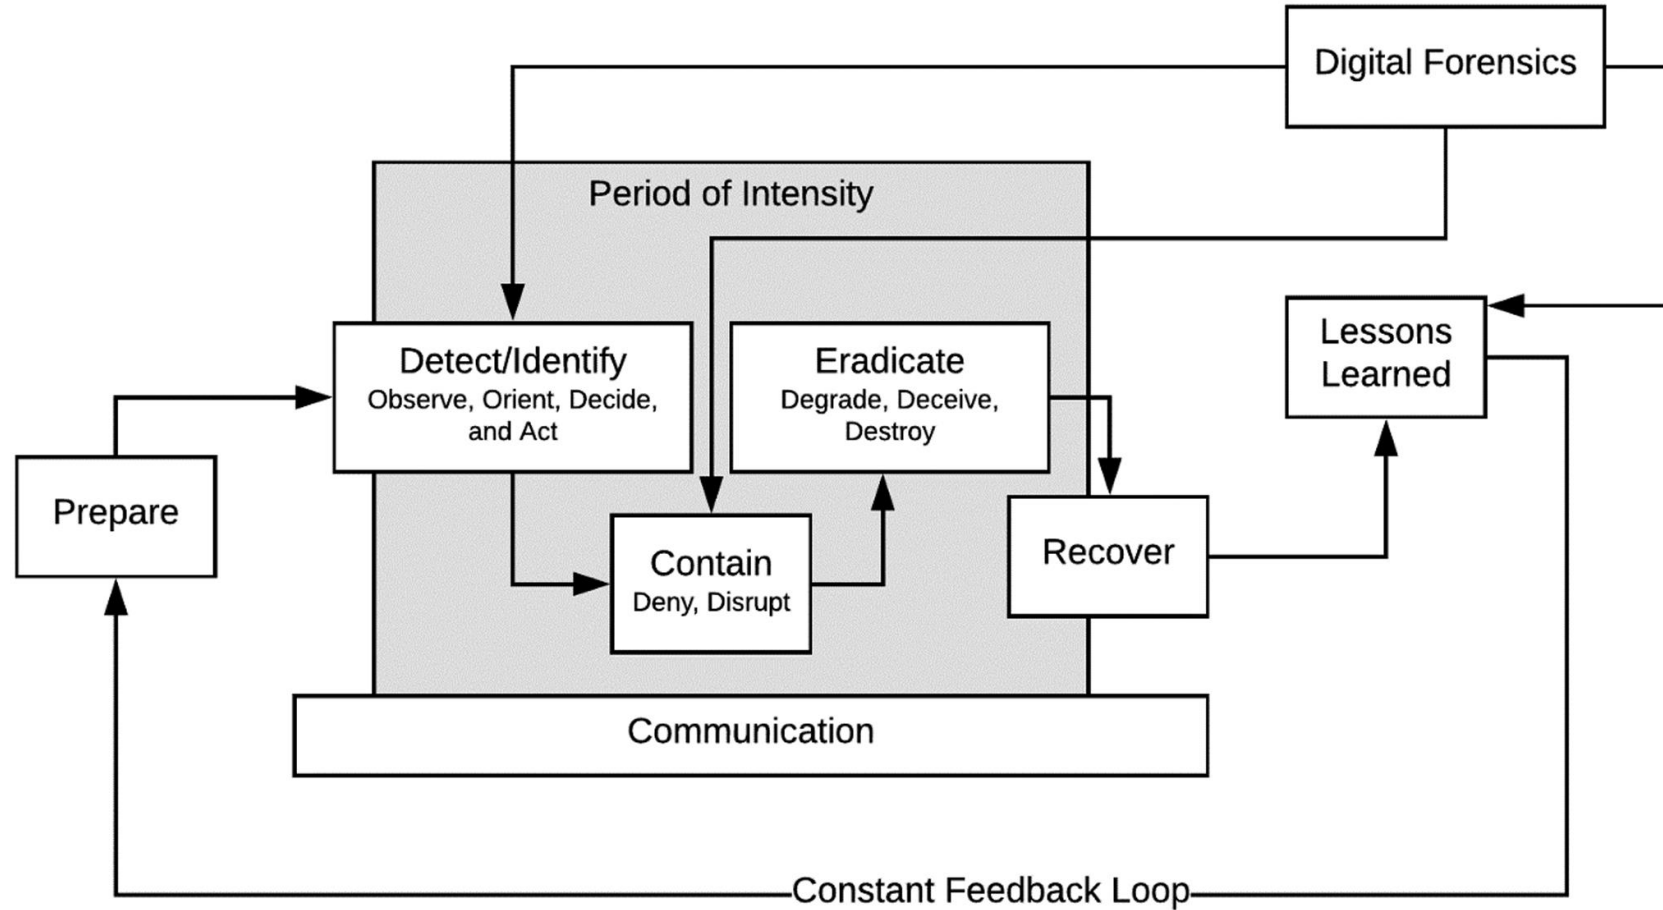 Digital Forensics
Period of Intensity
Detect/Identify
Observe, Orient, Decide,
and Act
Eradicate
Degrade, Deceive,
Destroy
Lessons
Learned
Prepare
Contain
Deny, Disrupt
Recover
Communication
Constant Feedback Loop